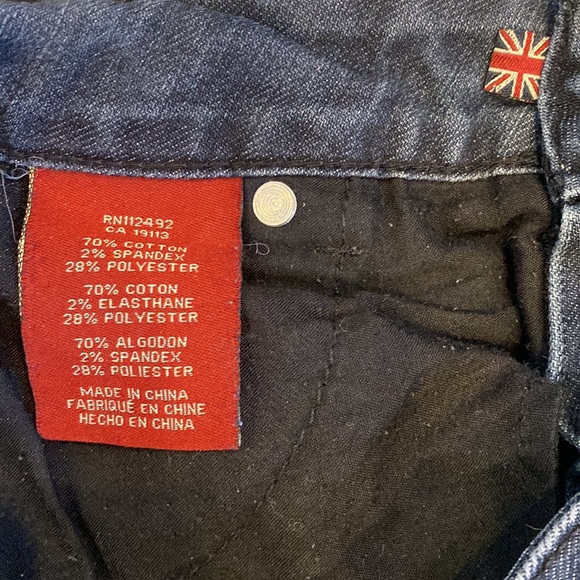 RN112492
CA 19113
70% COTTON
2% SPANDEX
28% POLYESTER
70% COTON
2% ELASTHANE
28% POLYESTER
70% ALGODON
2% SPANDEX
28% POLIESTER
MADE IN CHINA
FABRIQUÉ EN CHINE
HECHO EN CHINA